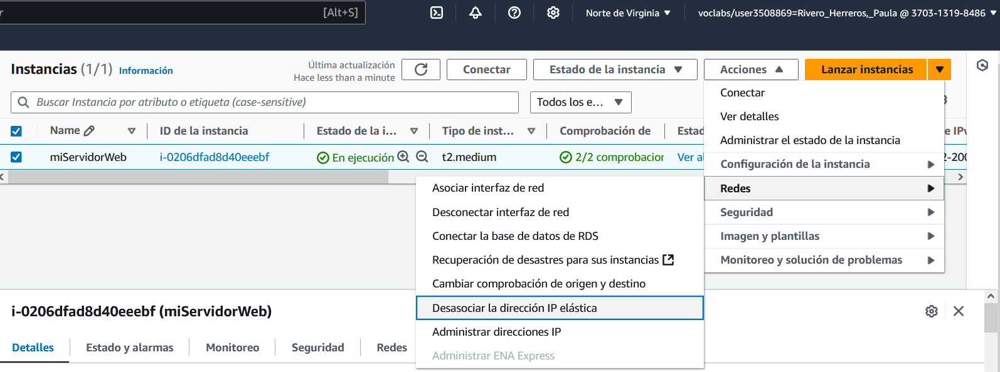 [Alt+S]
Norte de Virginia
voclabs/user3508869=Rivero_Herreros,_Paula @ 3703-1319-8486
Instancias (1/1) Información
Última actualización
Hace less than a minute
Conectar
Estado de la instancia
Acciones
Lanzar instancias
Buscar Instancia por atributo o etiqueta (case-sensitive)
Todos los e...
Conectar
Ver detalles
Administrar el estado de la instancia
Configuración de la instancia
Redes
Seguridad
Imagen y plantillas
Monitoreo y solución de problemas
Name ID de la instancia Estado de la i... Tipo de inst... Comprobación de Estad
miServidorWeb i-0206dfad8d40eeebf En ejecución t2.medium 2/2 comprobacion Ver al
Asociar interfaz de red
Desconectar interfaz de red
Conectar la base de datos de RDS
Recuperación de desastres para sus instancias
Cambiar comprobación de origen y destino
Desasociar la dirección IP elástica
Administrar direcciones IP
Administrar ENA Express
i-0206dfad8d40eeebf (miServidorWeb)
Detalles Estado y alarmas Monitoreo Seguridad Redes